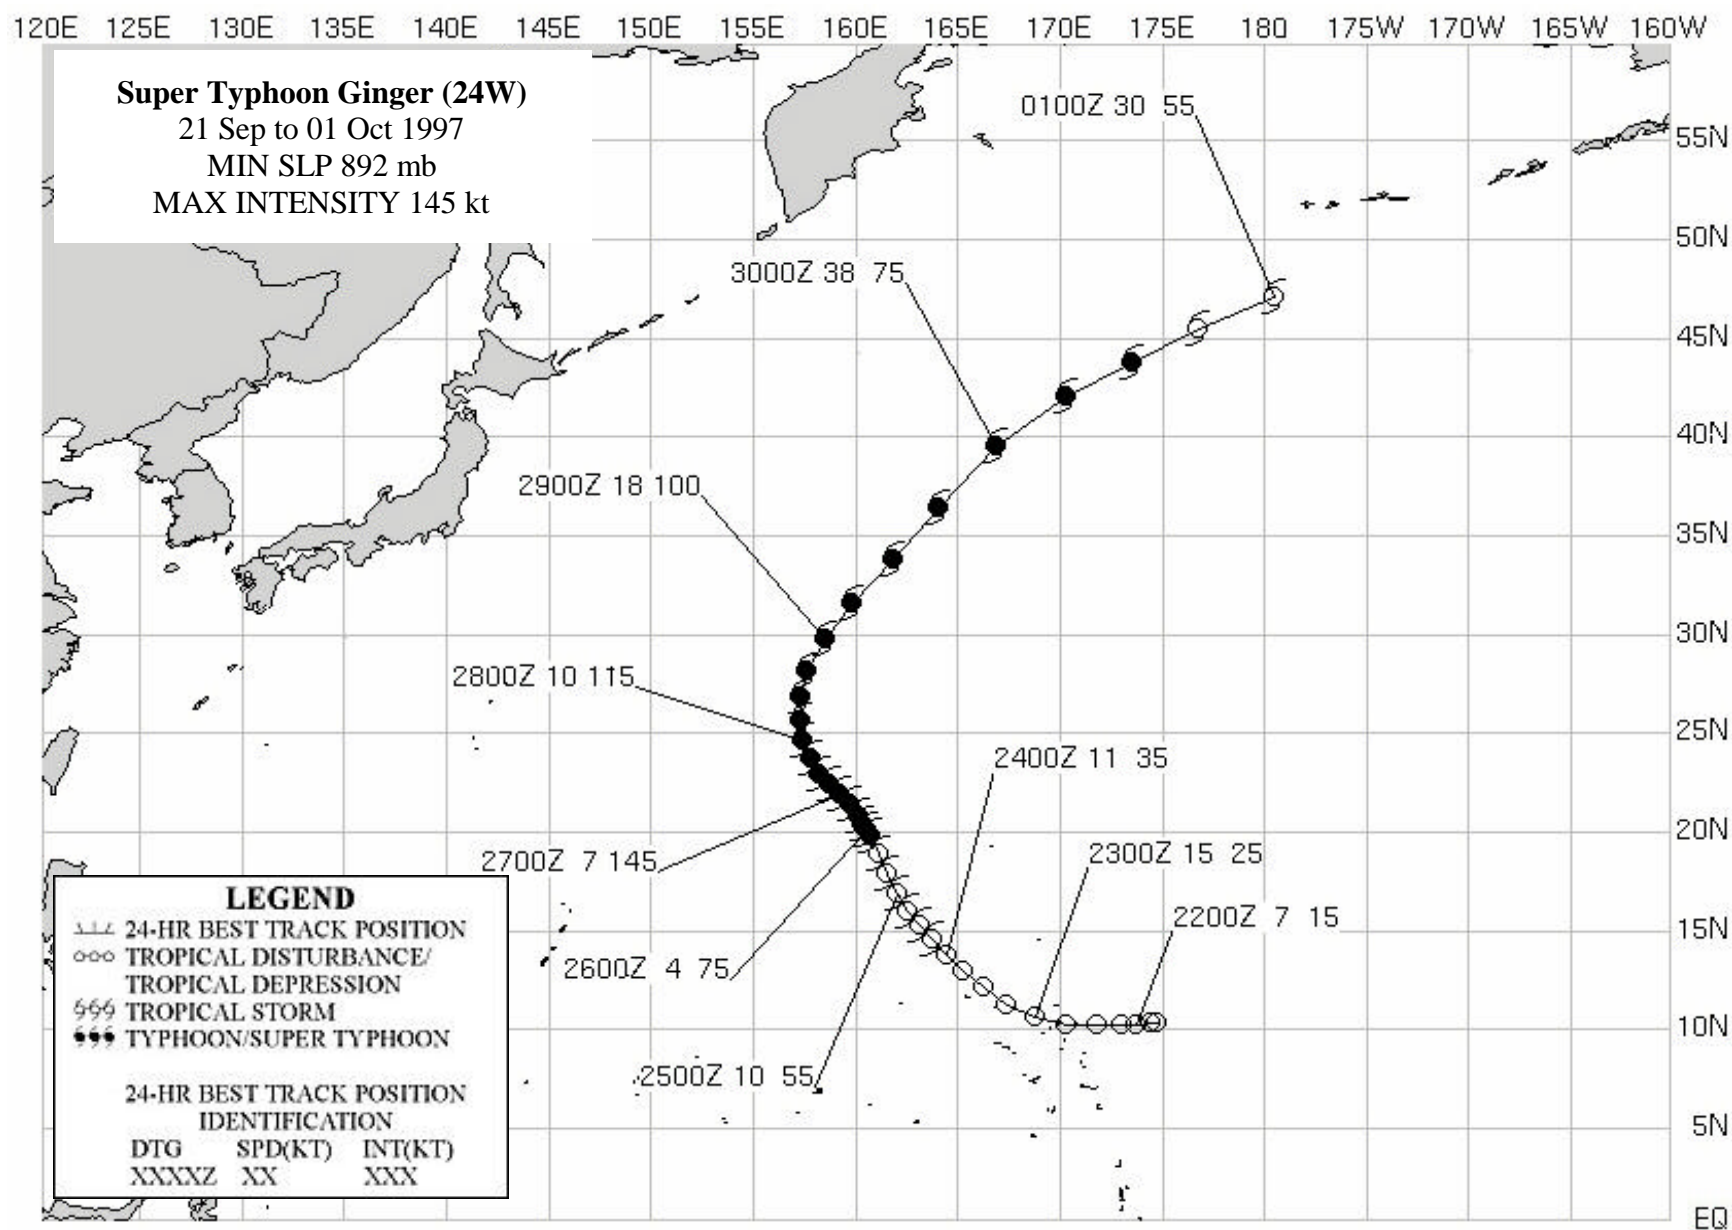 120E 125E 130E 135E 140E 145E 150E 155E 160E 165E 170E 175E 180 175W 170W 165W 160W
Super Typhoon Ginger (24W)
21 Sep to 01 Oct 1997
MIN SLP 892 mb
MAX INTENSITY 145 kt
0100Z 30 55
55N
50N
3000Z 38 75
45N
40N
2900Z 18 100
35N
30N
2800Z 10 115
25N
2400Z 11 35
20N
2700Z 7 145
2300Z 15 25
2200Z 7 15
15N
2600Z 4 75
10N
2500Z 10 55
5N
EQ
LEGEND
24-HR BEST TRACK POSITION
TROPICAL DISTURBANCE/
TROPICAL DEPRESSION
TROPICAL STORM
TYPHOON/SUPER TYPHOON
24-HR BEST TRACK POSITION
IDENTIFICATION
DTG SPD(KT) INT(KT)
XXXXZ XX XXX